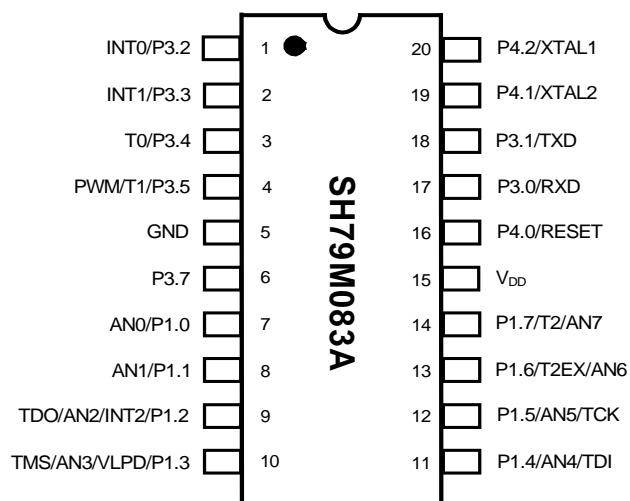 INT0/P3.2 1 20 P4.2/XTAL1
INT1/P3.3 2 19 P4.1/XTAL2
T0/P3.4 3 18 P3.1/TXD
PWM/T1/P3.5 4 17 P3.0/RXD
GND 5 16 P4.0/RESET
P3.7 6 15 VDD
AN0/P1.0 7 14 P1.7/T2/AN7
AN1/P1.1 8 13 P1.6/T2EX/AN6
TDO/AN2/INT2/P1.2 9 12 P1.5/AN5/TCK
TMS/AN3/VLPD/P1.3 10 11 P1.4/AN4/TDI
SH79M083A